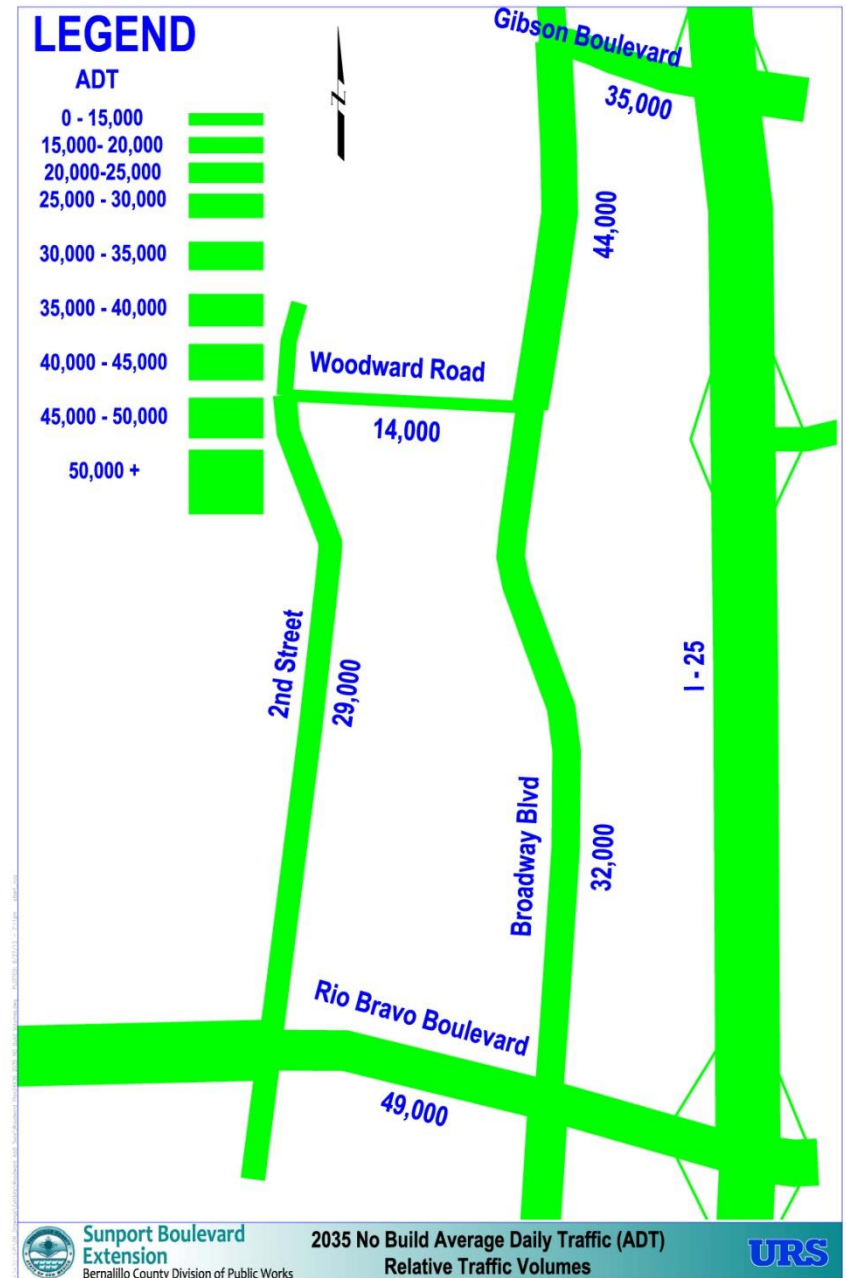 LEGEND
ADT
0 - 15,000
15,000- 20,000
20,000-25,000
25,000 - 30,000
30,000 - 35,000
35,000 - 40,000
40,000 - 45,000
45,000 - 50,000
50,000 +
N
Gibson Boulevard
35,000
44,000
Woodward Road
14,000
2nd Street
29,000
I - 25
Broadway Blvd
32,000
Rio Bravo Boulevard
49,000
Sunport Boulevard
Extension
Bernalillo County Division of Public Works
2035 No Build Average Daily Traffic (ADT)
Relative Traffic Volumes
URS